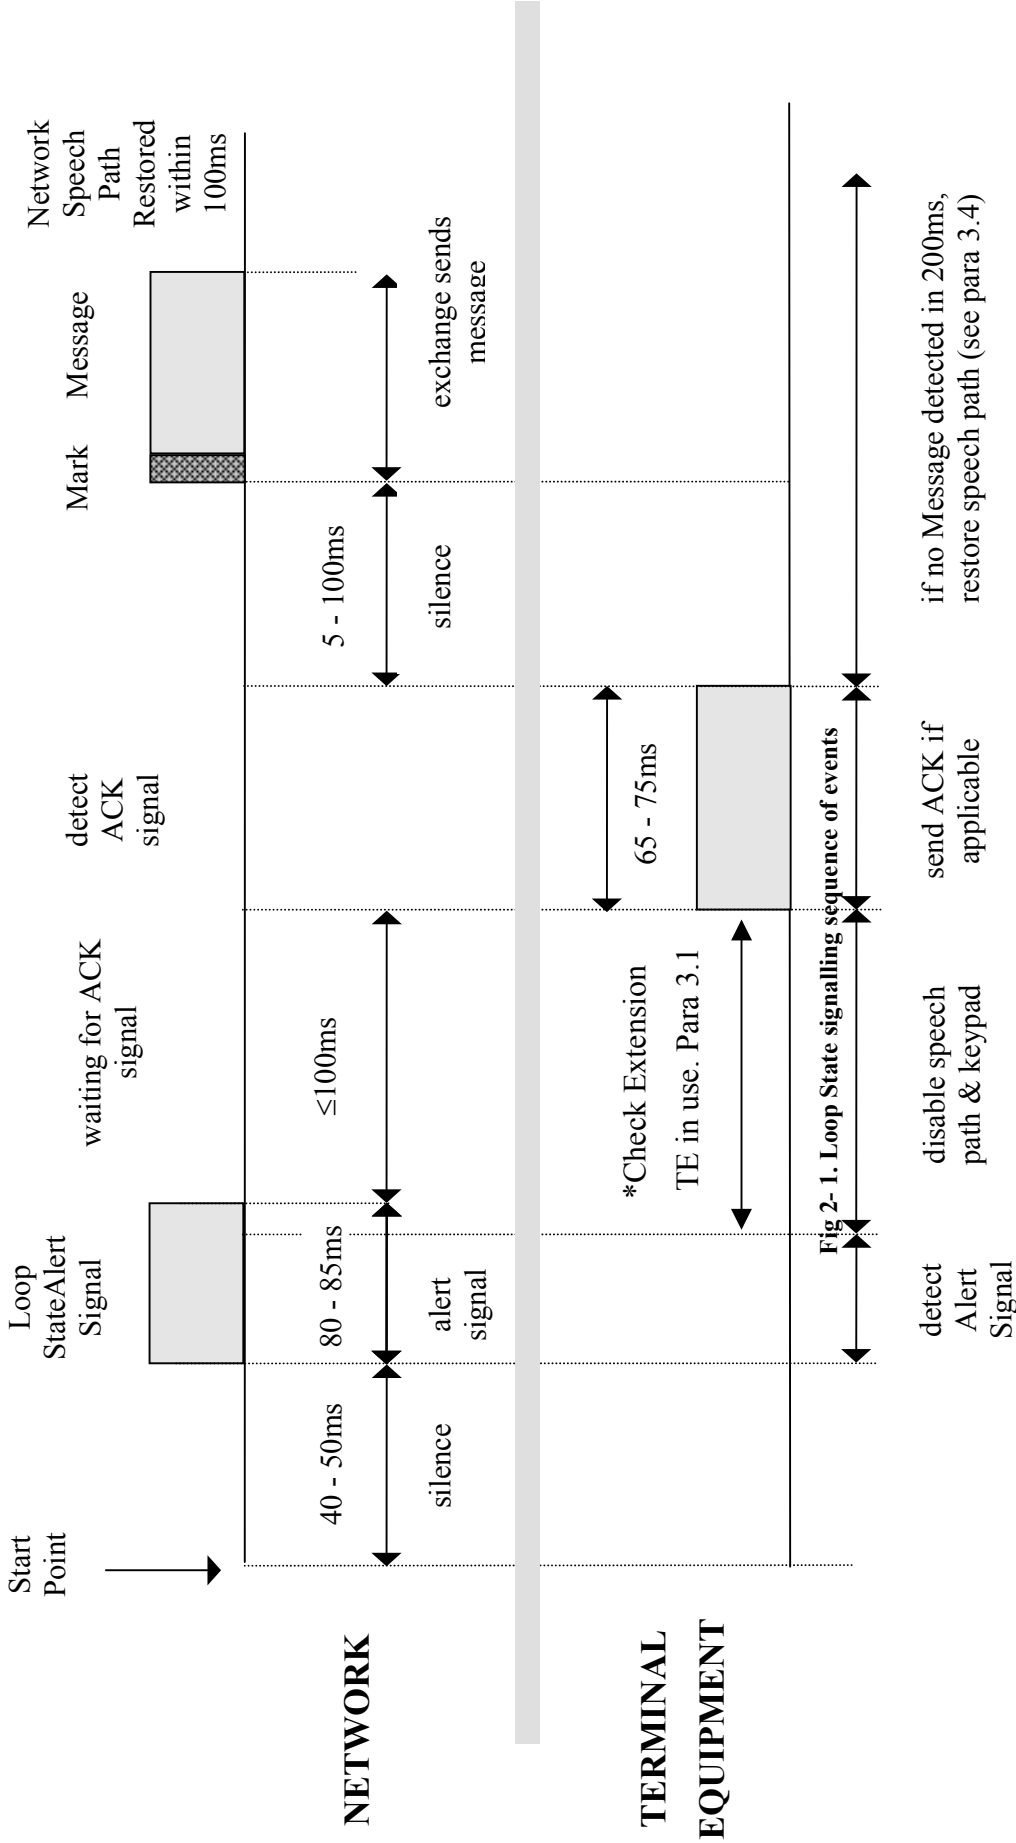 Start
Point
Loop
StateAlert
Signal
waiting for ACK
signal
detect
ACK
signal
Mark
Message
Network
Speech
Path
Restored
within
100ms
NETWORK
40 - 50ms
silence
80 - 85ms
alert
signal
≤100ms
5 - 100ms
silence
exchange sends
message
TERMINAL
EQUIPMENT
*Check Extension
TE in use. Para 3.1
65 - 75ms
Fig 2- 1. Loop State signalling sequence of events
detect
Alert
Signal
disable speech
path & keypad
send ACK if
applicable
if no Message detected in 200ms,
restore speech path (see para 3.4)